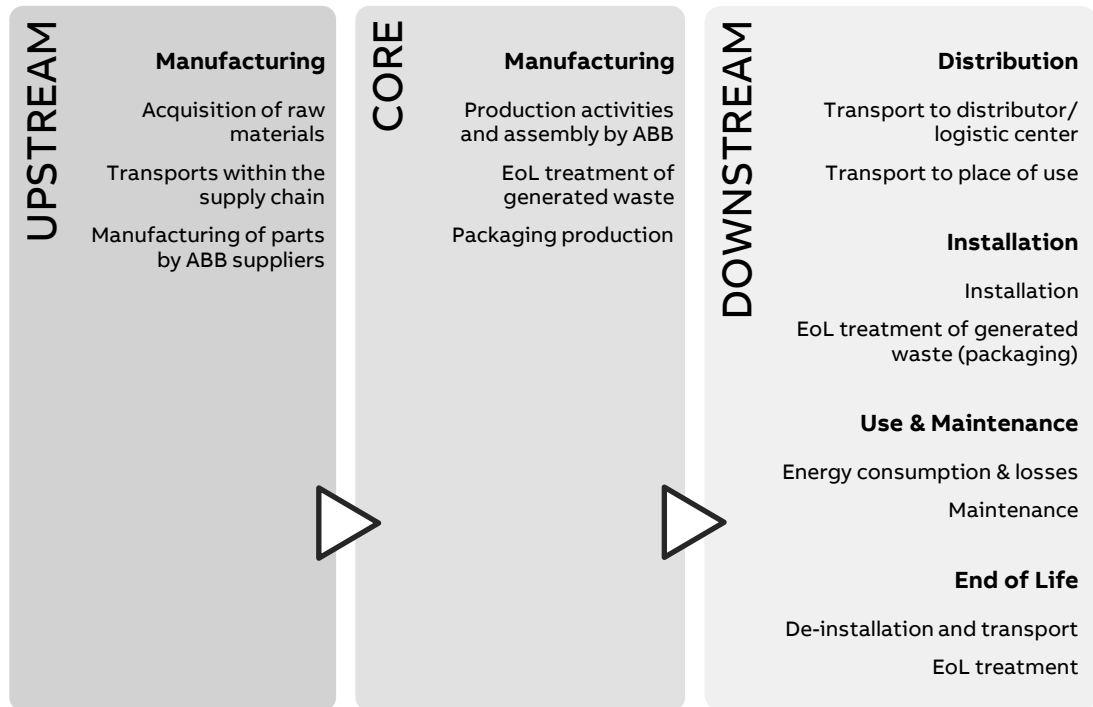 UPSTREAM
Manufacturing
Acquisition of raw
materials
Transports within the
supply chain
Manufacturing of parts
by ABB suppliers
CORE
Manufacturing
Production activities
and assembly by ABB
EoL treatment of
generated waste
Packaging production
DOWNSTREAM
Distribution
Transport to distributor/
logistic center
Transport to place of use
Installation
Installation
EoL treatment of generated
waste (packaging)
Use & Maintenance
Energy consumption & losses
Maintenance
End of Life
De-installation and transport
EoL treatment